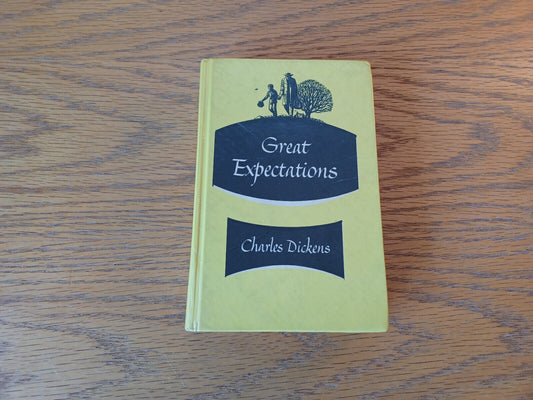 Great
Expectations
Charles Dickens